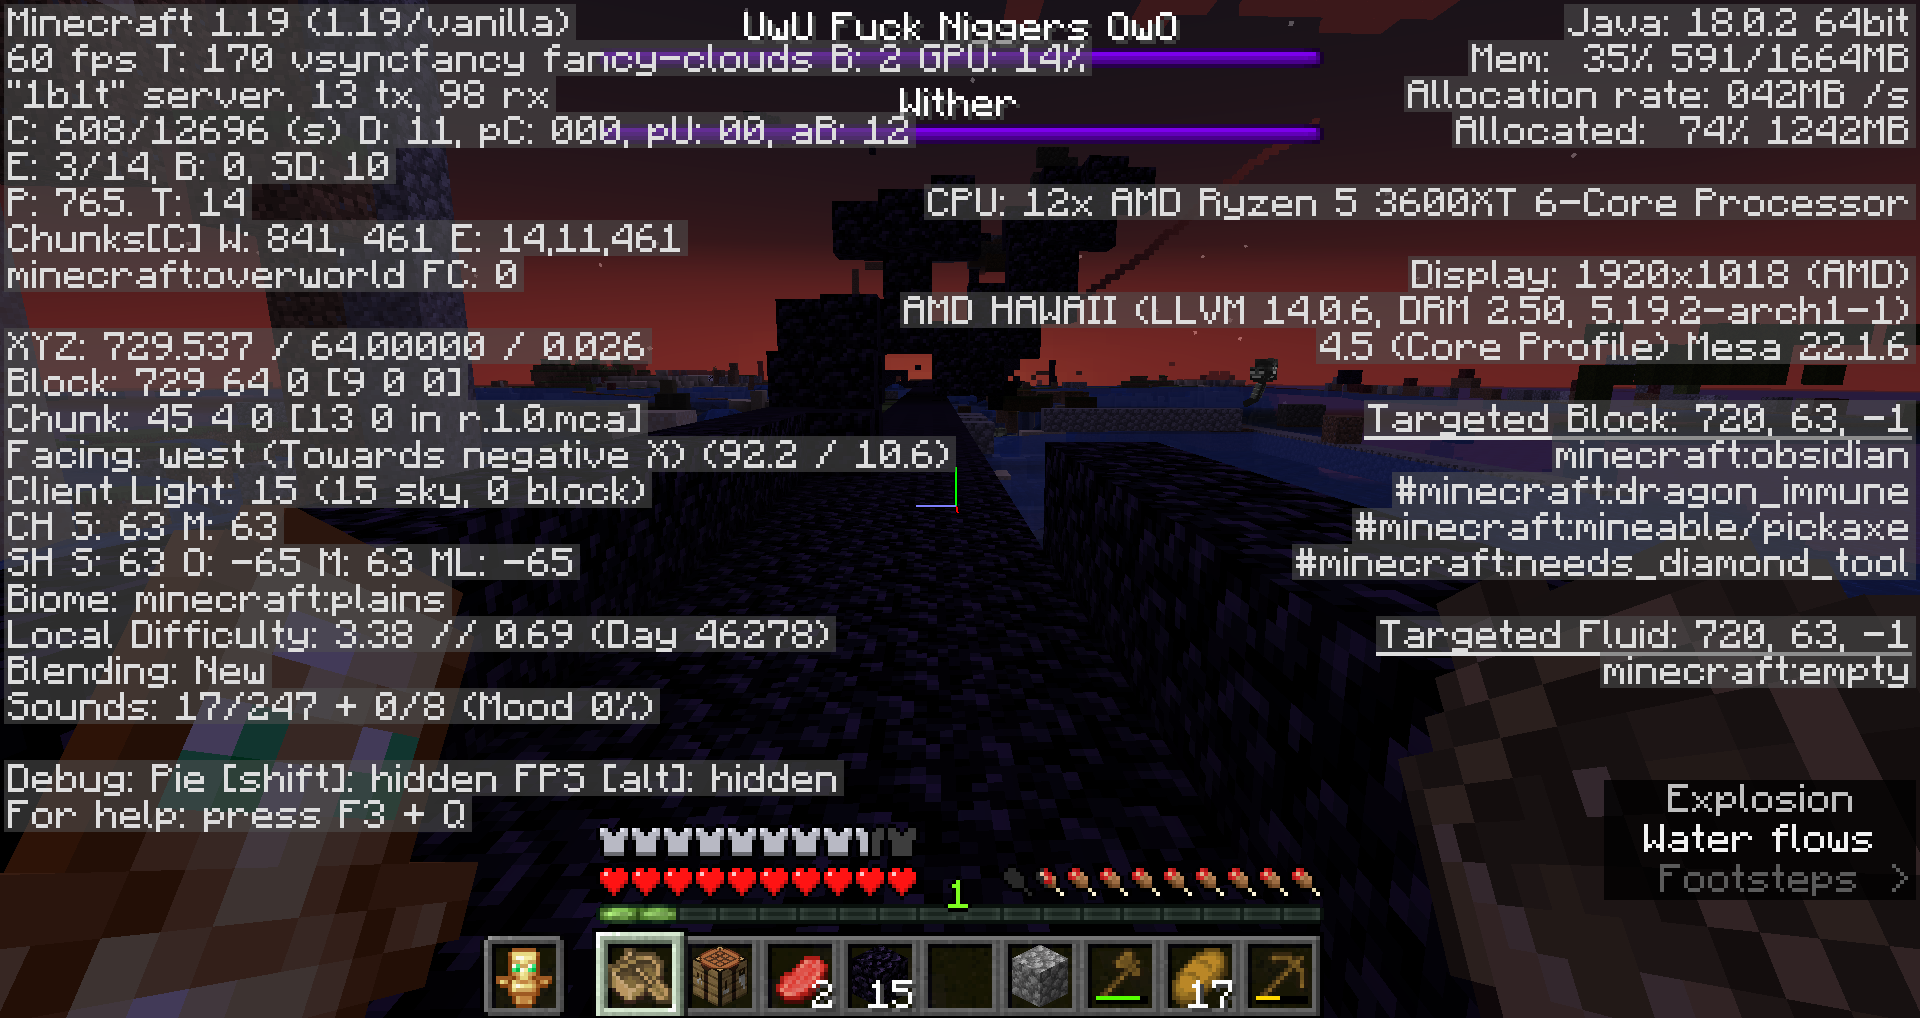 Minecraft 1.19 (1.19/vanilla)
60 fps T: 170 vsyncfancy fancy-clouds B: 2 GPU: 14%
"1b1t" server, 13 tx, 98 rx
C: 608/12696 (s) D: 11, pC: 000, pU: 00, aB: 12
E: 3/14, B: 0, SD: 10
P: 765. T: 14
Chunks[C] W: 841, 461 E: 14,11,461
minecraft:overworld FC: 0
XYZ: 729.537 / 64.00000 / 0.026
Block: 729 64 0 [9 0 0]
Chunk: 45 4 0 [13 0 in r.1.0.mca]
Facing: west (Towards negative X) (92.2 / 10.6)
Client Light: 15 (15 sky, 0 block)
CH S: 63 M: 63
SH S: 63 O: -65 M: 63 ML: -65
Biome: minecraft:plains
Local Difficulty: 3.38 // 0.69 (Day 46278)
Blending: New
Sounds: 17/247 + 0/8 (Mood 0%)
Debug: Pie [shift]: hidden FPS [alt]: hidden
For help: press F3 + Q
UwU Fuck Niggers OwO
Wither
Java: 18.0.2 64bit
Mem: 35% 591/1664MB
Allocation rate: 042MB /s
Allocated: 74% 1242MB
CPU: 12x AMD Ryzen 5 3600XT 6-Core Processor
Display: 1920x1018 (AMD)
AMD HAWAII (LLVM 14.0.6, DRM 2.50, 5.19.2-arch1-1)
4.5 (Core Profile) Mesa 22.1.6
Targeted Block: 720, 63, -1
minecraft:obsidian
#minecraft:dragon_immune
#minecraft:mineable/pickaxe
#minecraft:needs_diamond_tool
Targeted Fluid: 720, 63, -1
minecraft:empty
Explosion
Water flows
Footsteps >
1
2
15
17